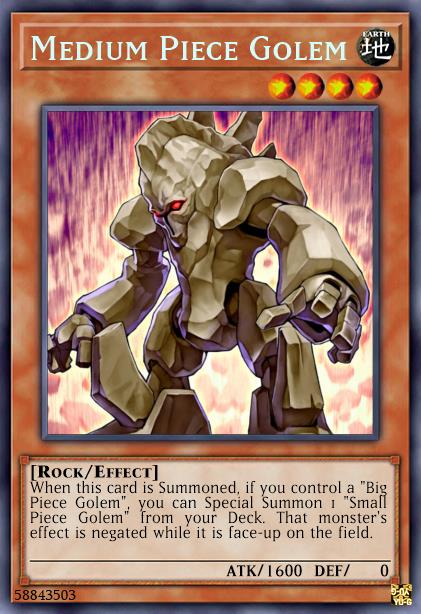 Medium Piece Golem
EARTH
地
[Rock/Effect]
When this card is Summoned, if you control a "Big
Piece Golem", you can Special Summon 1 "Small
Piece Golem" from your Deck. That monster's
effect is negated while it is face-up on the field.
ATK/1600 DEF/ 0
58843503